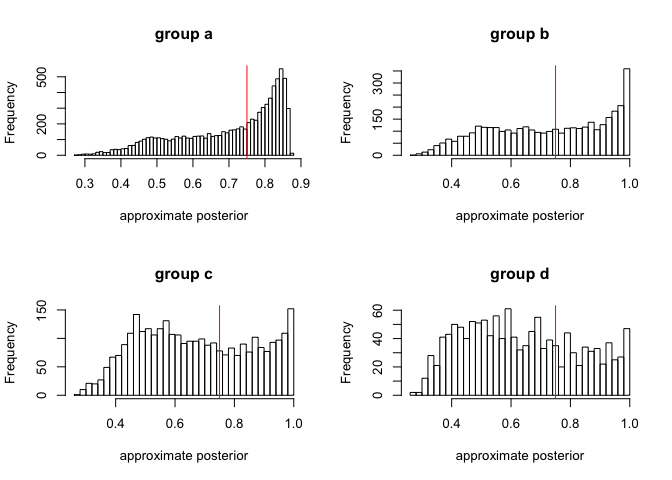 group a
Frequency
0 200 500
0.3 0.4 0.5 0.6 0.7 0.8 0.9
approximate posterior
group b
Frequency
0 150 300
0.4 0.6 0.8 1.0
approximate posterior
group c
Frequency
0 50 150
0.4 0.6 0.8 1.0
approximate posterior
group d
Frequency
0 20 40 60
0.4 0.6 0.8 1.0
approximate posterior